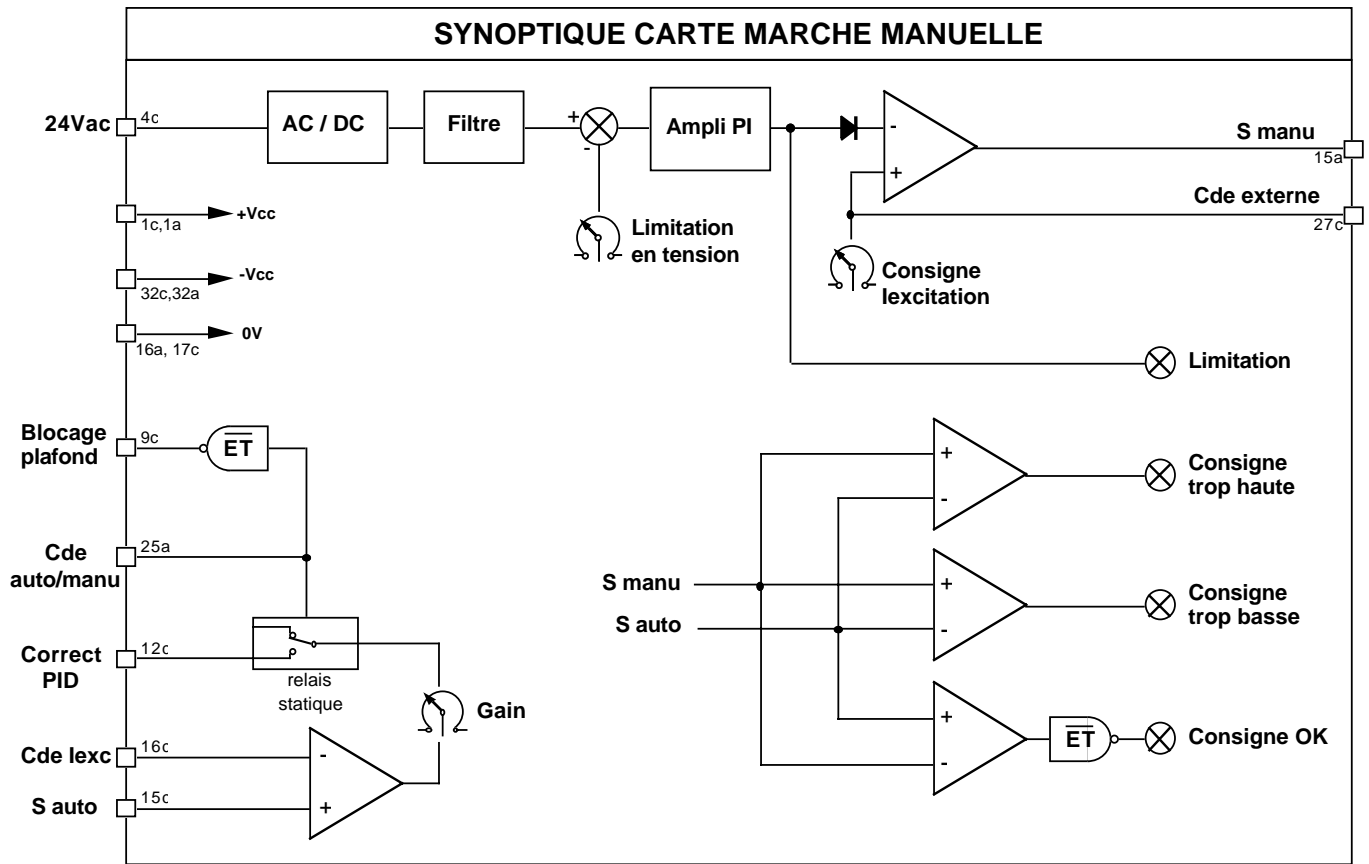 SYNOPTIQUE CARTE MARCHE MANUELLE
24Vac
4c
AC / DC
Filtre
+
-
Ampli PI
-
+
S manu
15a
Cde externe
27c
1c,1a
+Vcc
Limitation
en tension
Consigne
Iexcitation
32c,32a
-Vcc
16a, 17c
0V
Limitation
Blocage
plafond
9c
ET
+
-
Consigne
trop haute
Cde
auto/manu
25a
S manu
S auto
+
-
Consigne
trop basse
Correct
PID
12c
relais
statique
Gain
+
-
ET
Consigne OK
Cde Iexc
16c
-
S auto
15c
+